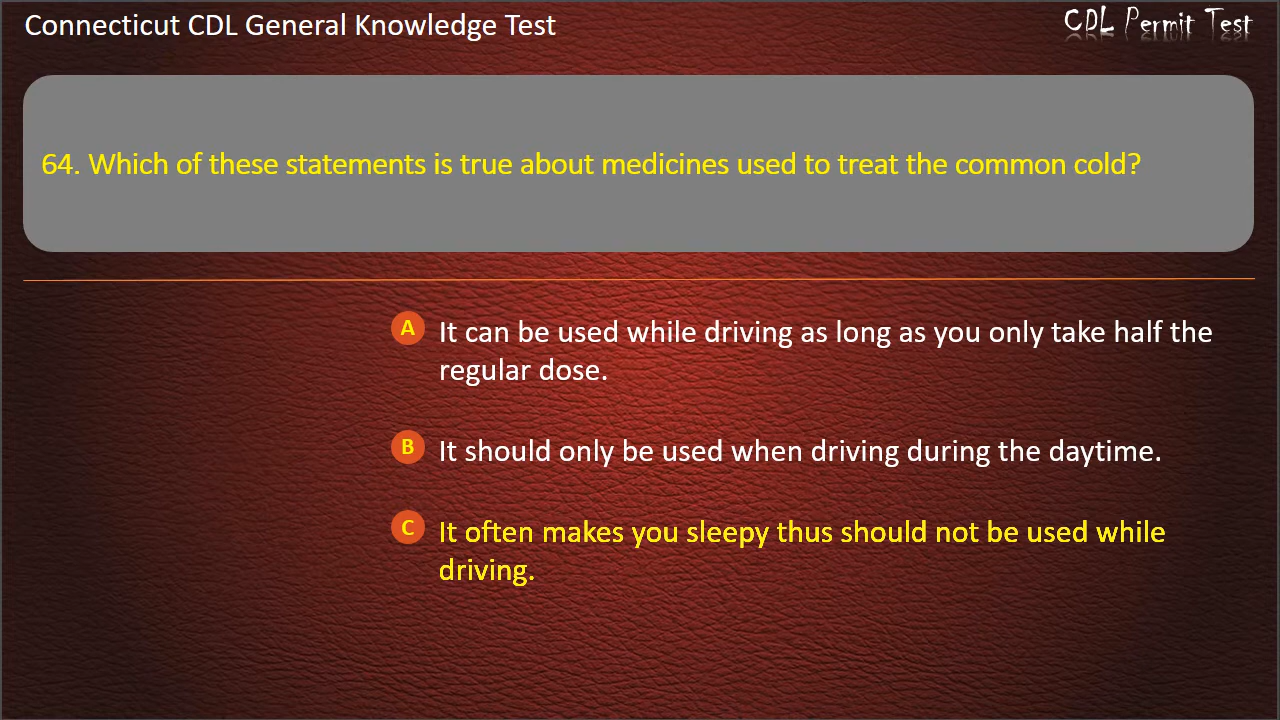 Connecticut CDL General Knowledge Test
CDL Permit Test
64. Which of these statements is true about medicines used to treat the common cold?
A It can be used while driving as long as you only take half the
regular dose.
B It should only be used when driving during the daytime.
C It often makes you sleepy thus should not be used while
driving.